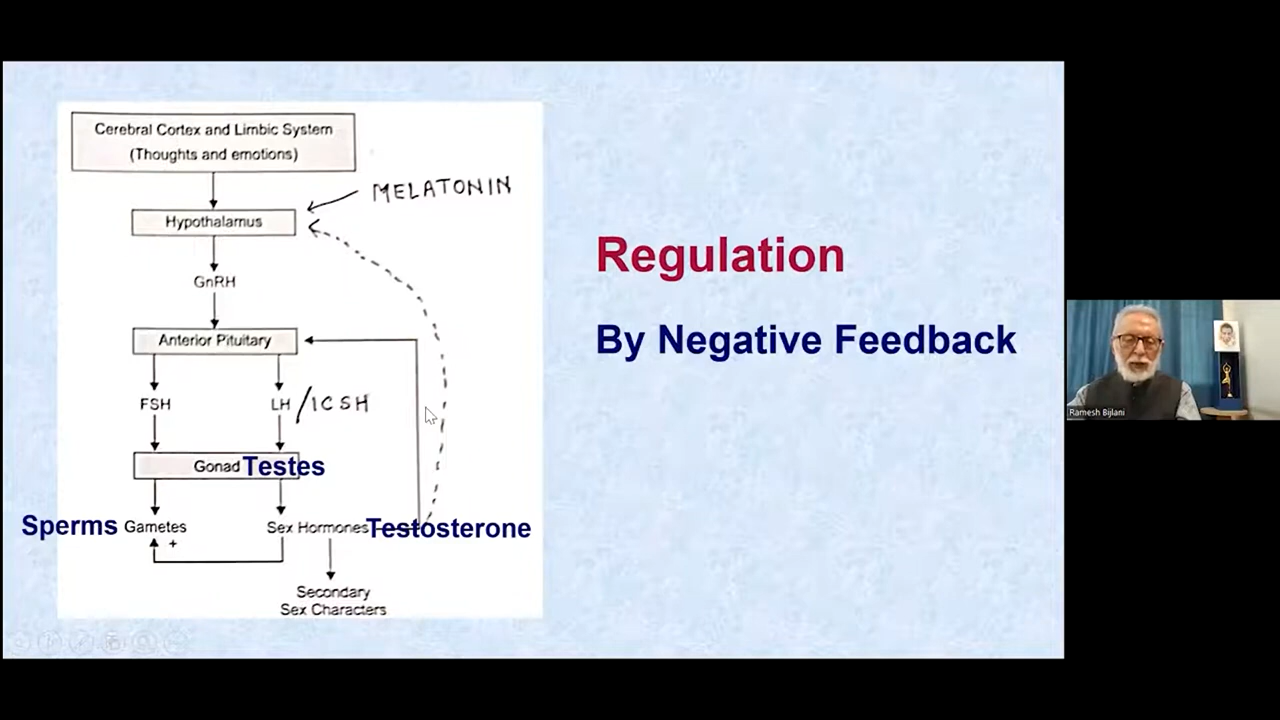 Cerebral Cortex and Limbic System
(Thoughts and emotions)
MELATONIN
Hypothalamus
GnRH
Anterior Pituitary
FSH
LH /ICSH
Gonad Testes
Sperms Gametes
+
Sex Hormones Testosterone
Secondary
Sex Characters
Regulation
By Negative Feedback
Ramesh Bijlani